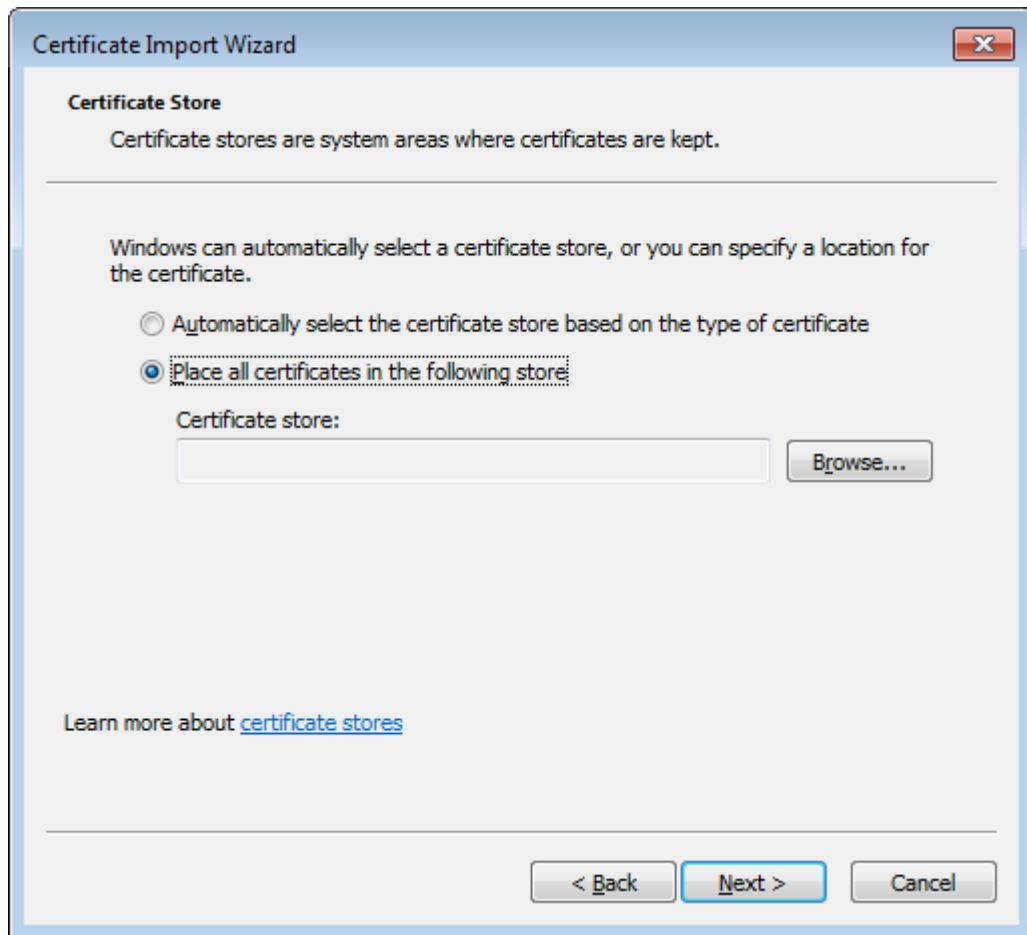 Certificate Import Wizard
Certificate Store
Certificate stores are system areas where certificates are kept.
Windows can automatically select a certificate store, or you can specify a location for
the certificate.
Automatically select the certificate store based on the type of certificate
Place all certificates in the following store
Certificate store:
Browse...
Learn more about certificate stores
< Back
Next >
Cancel